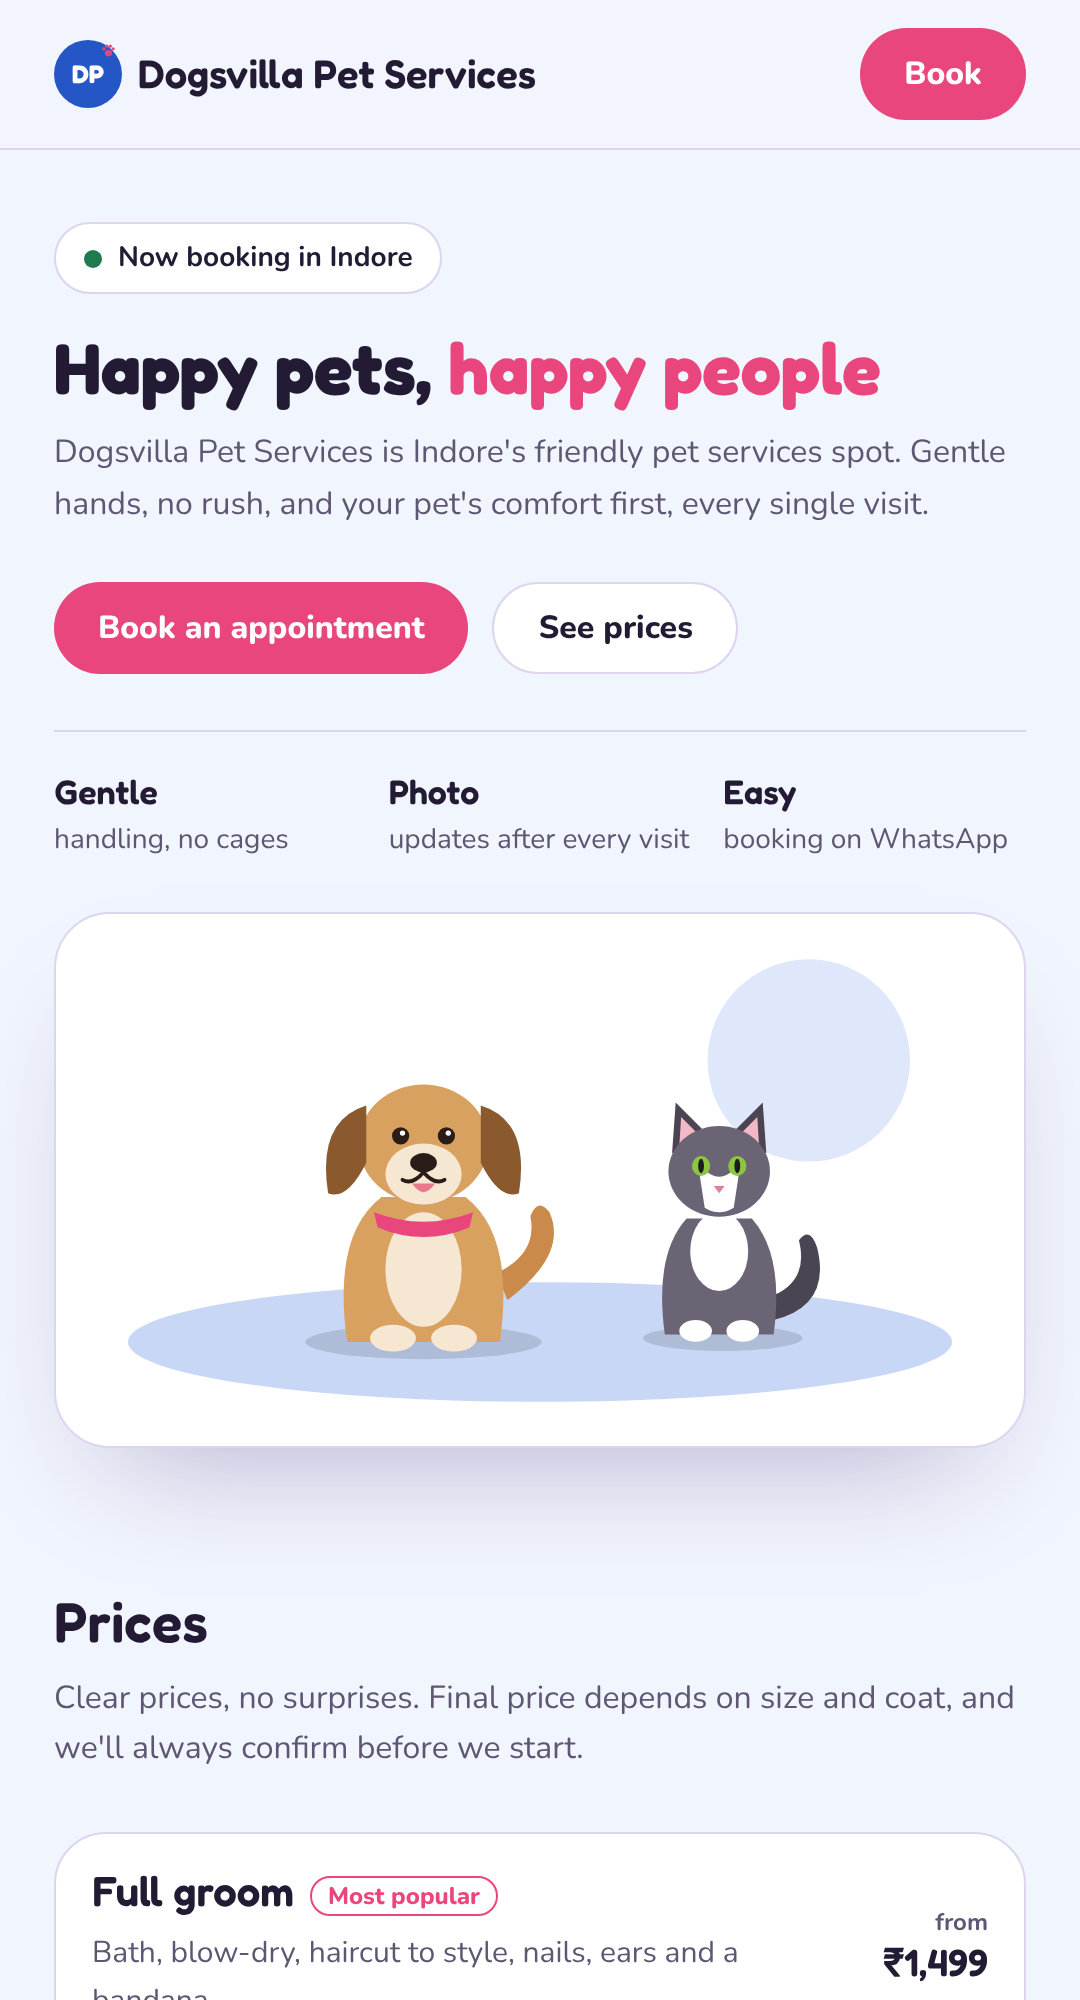 DP
Dogsvilla Pet Services
Book
Now booking in Indore
Happy pets, happy people
Dogsvilla Pet Services is Indore's friendly pet services spot. Gentle
hands, no rush, and your pet's comfort first, every single visit.
Book an appointment
See prices
Gentle
handling, no cages
Photo
updates after every visit
Easy
booking on WhatsApp
Prices
Clear prices, no surprises. Final price depends on size and coat, and
we'll always confirm before we start.
Full groom
Most popular
Bath, blow-dry, haircut to style, nails, ears and a
bandana
from
₹1,499